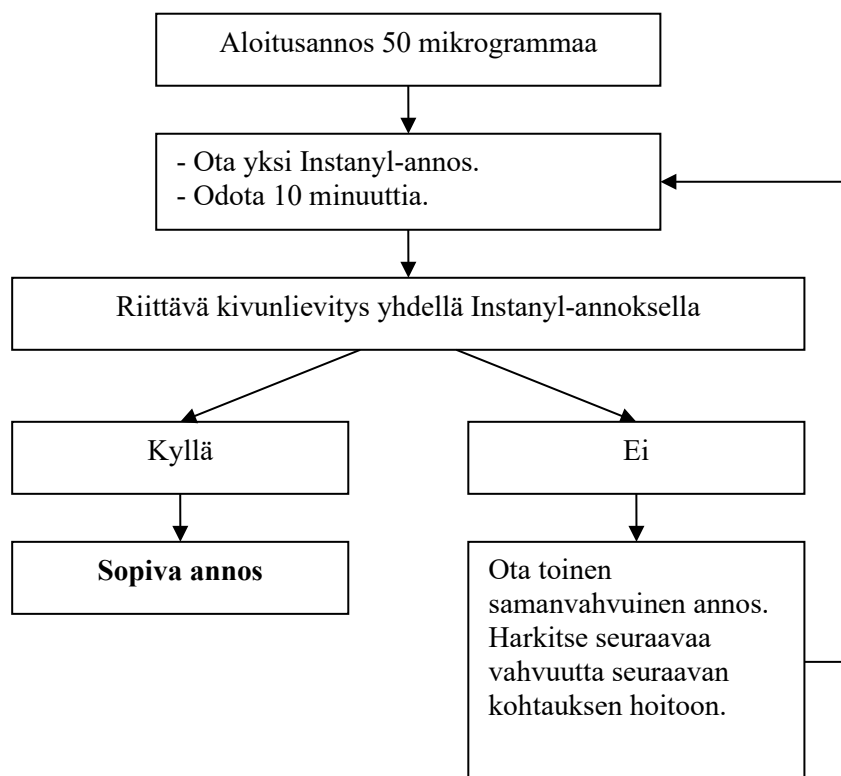 Aloitusannos 50 mikrogrammaa
- Ota yksi Instanyl-annos.
- Odota 10 minuuttia.
Riittävä kivunlievitys yhdellä Instanyl-annoksella
Kyllä
Ei
Sopiva annos
Ota toinen
samanvahvuinen annos.
Harkitse seuraavaa
vahvuutta seuraavan
kohtauksen hoitoon.